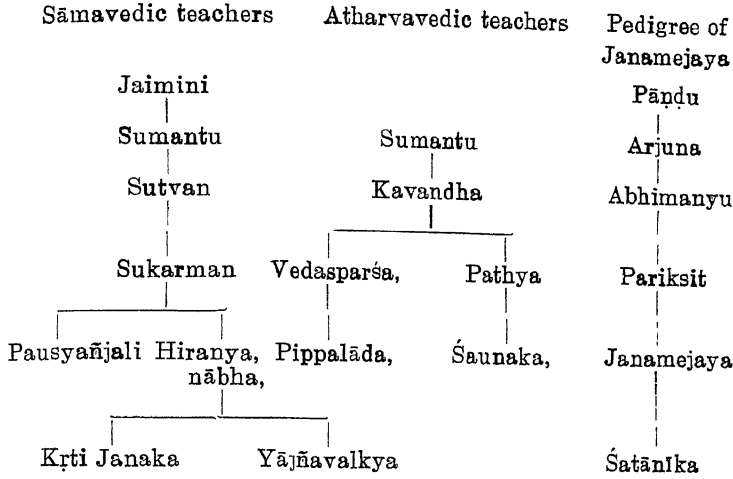 Sāmavedic teachers
Atharvavedic teachers
Pedigree of
Janamejaya
Jaimini
Pāṇḍu
Sumantu
Sumantu
Arjuna
Sutvan
Kavandha
Abhimanyu
Sukarman
Vedasparśa,
Pathya
Pariksit
Pausyañjali
Hiranya,
nābha,
Pippalāda,
Śaunaka,
Janamejaya
Kṛti Janaka
Yājñavalkya
Śatānīka